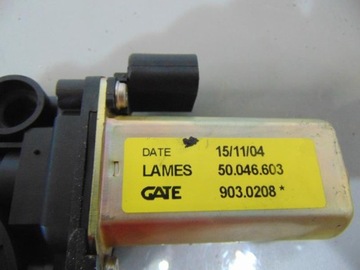 DATE 15/11/04
LAMES 50.046.603
GATE 903.0208 *